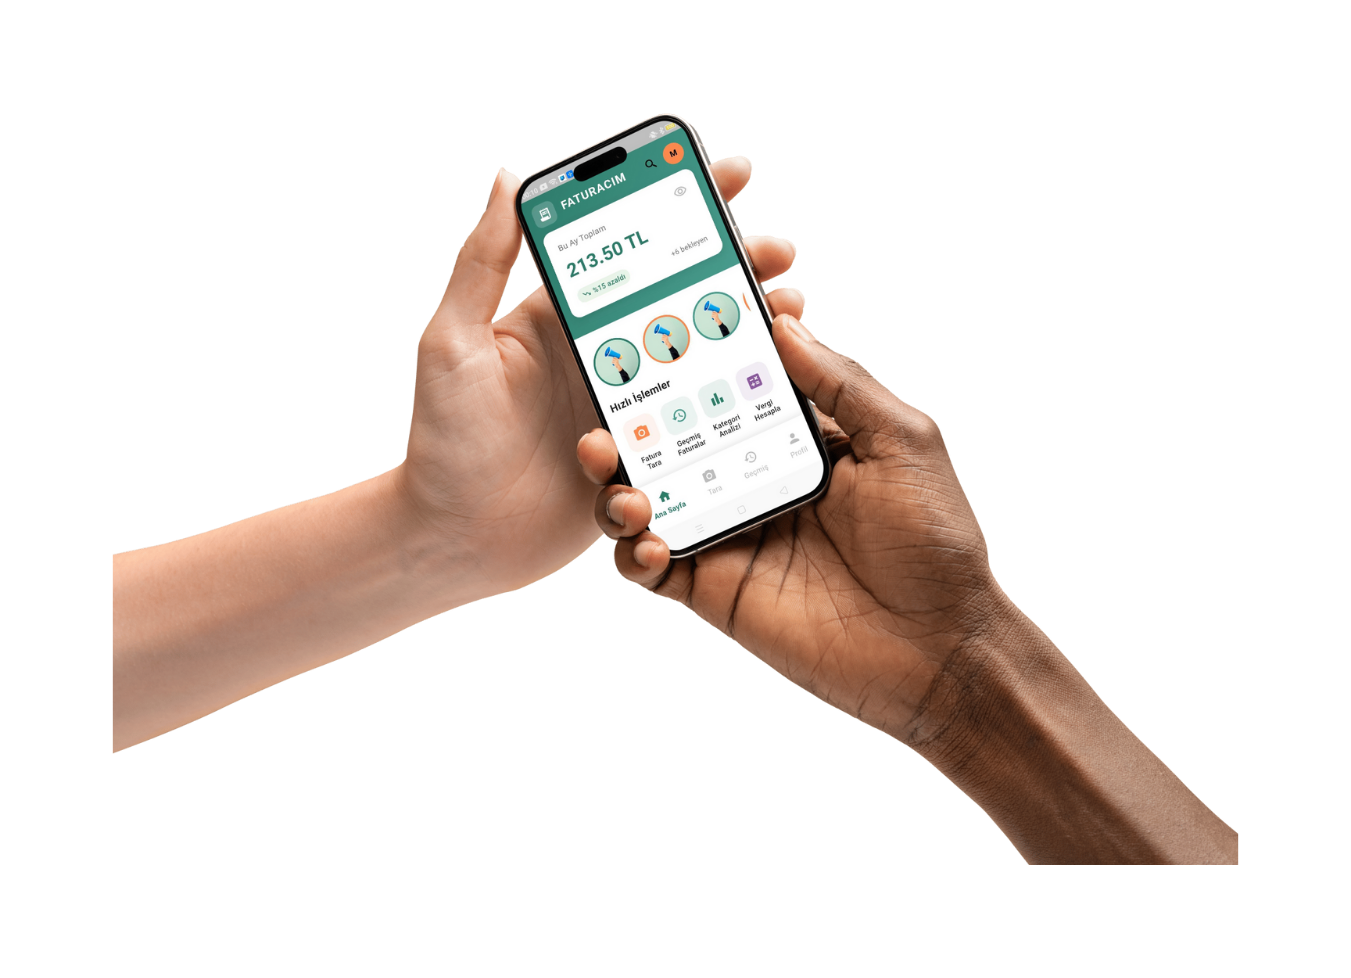 FATURACIM
M
Bu Ay Toplam
213.50 TL
+6 bekleyen
%15 azaldı
Hızlı İşlemler
Fatura
Tara
Geçmiş
Faturalar
Kategori
Analizi
Vergi
Hesapla
Ana Sayfa
Tara
Geçmiş
Profil